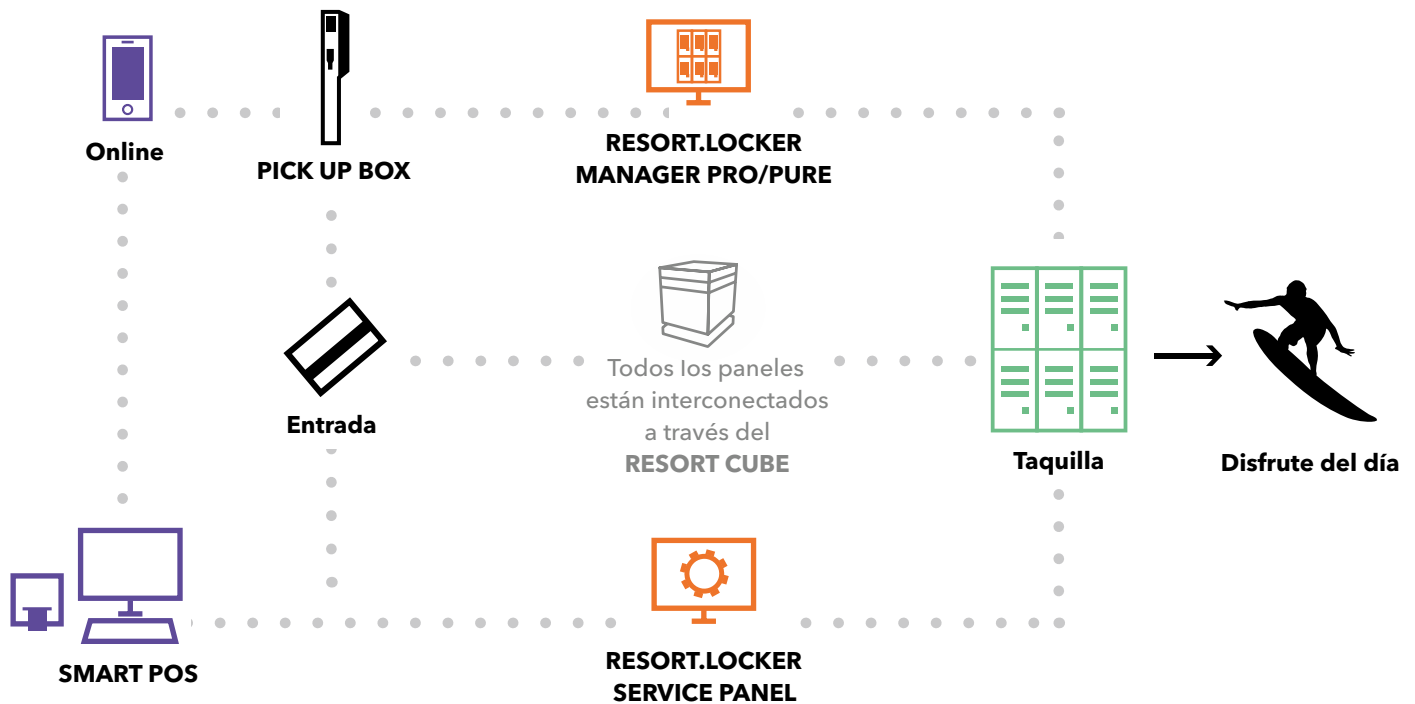 Online
PICK UP BOX
RESORT.LOCKER
MANAGER PRO/PURE
Entrada
Todos los paneles
están interconectados
a través del
RESORT CUBE
Taquilla
Disfrute del día
SMART POS
RESORT.LOCKER
SERVICE PANEL